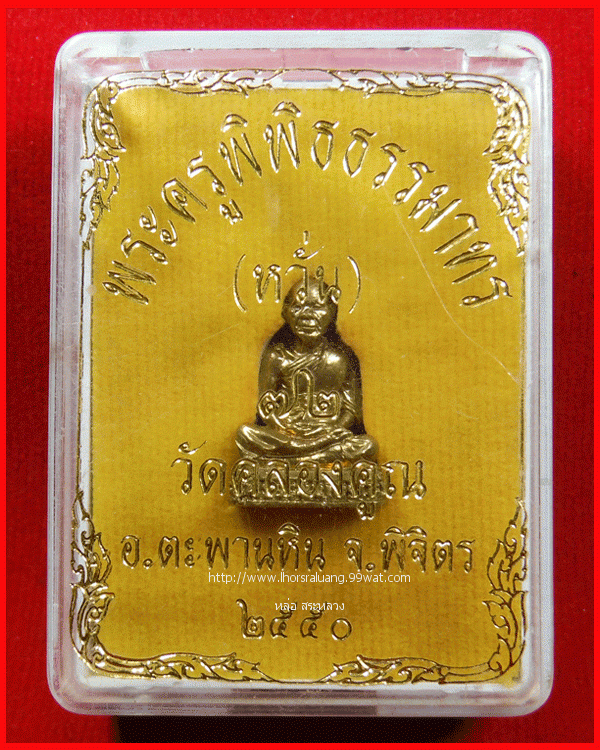 พระครูพิพิธธรรมาทร
(หวั่น)
วัดคลองคูณ
อ.ตะพานหิน จ.พิจิตร
http://www.lhorsraluang.99wat.com
หล่อ สระหลวง
๒๕๕๐